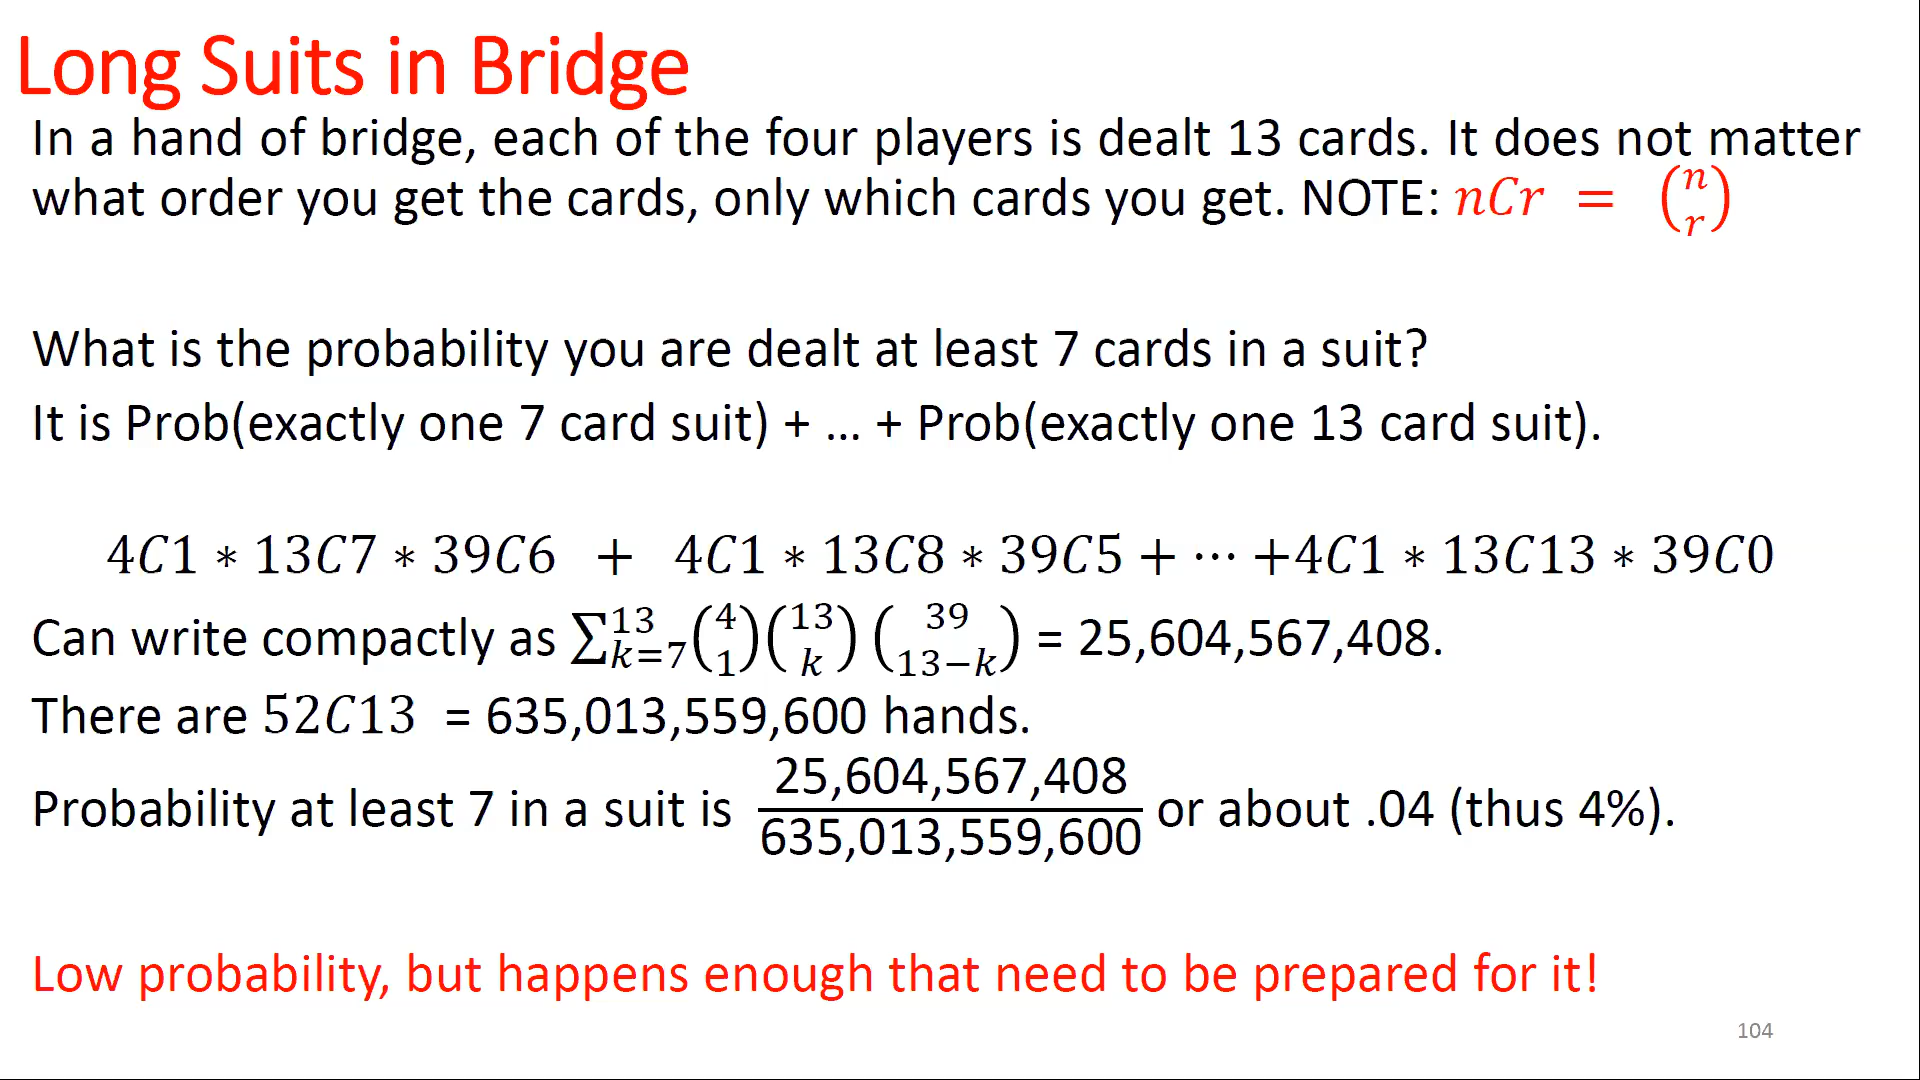 Long Suits in Bridge
In a hand of bridge, each of the four players is dealt 13 cards. It does not matter
what order you get the cards, only which cards you get. NOTE: nCr = (n r)
What is the probability you are dealt at least 7 cards in a suit?
It is Prob(exactly one 7 card suit) + … + Prob(exactly one 13 card suit).
4C1 ∗ 13C7 ∗ 39C6 + 4C1 ∗ 13C8 ∗ 39C5 + ⋯ +4C1 ∗ 13C13 ∗ 39C0
Can write compactly as ∑_{k=7}^{13} (4 1)(13 k)(39 13−k) = 25,604,567,408.
There are 52C13 = 635,013,559,600 hands.
Probability at least 7 in a suit is 25,604,567,408/635,013,559,600 or about .04 (thus 4%).
Low probability, but happens enough that need to be prepared for it!
104